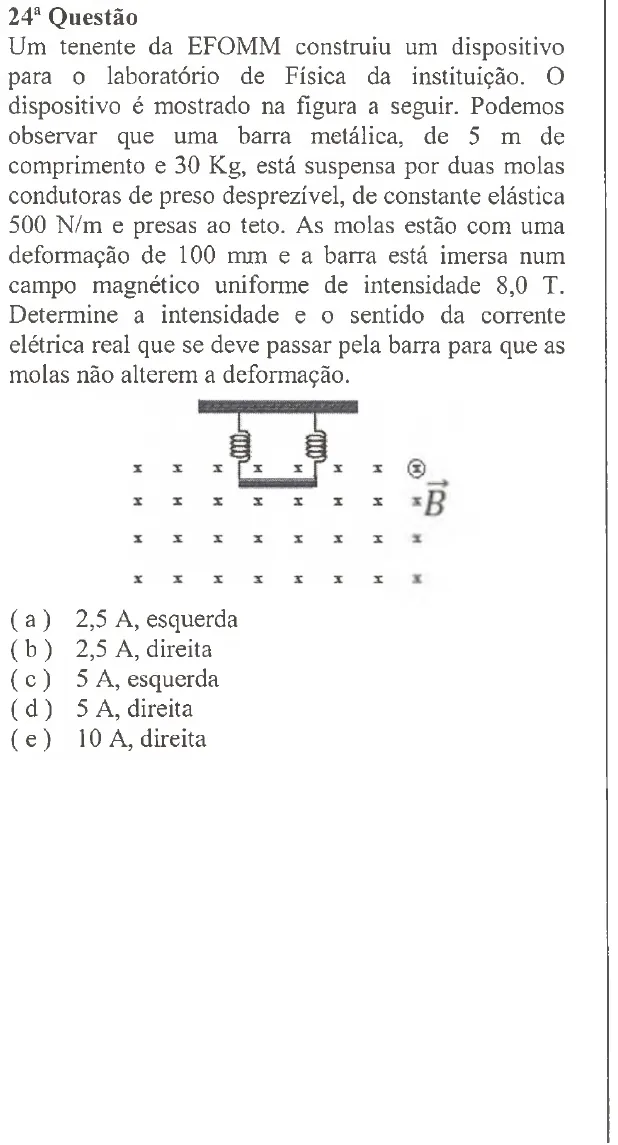 24ª Questão
Um tenente da EFOMM construiu um dispositivo
para o laboratório de Física da instituição. O
dispositivo é mostrado na figura a seguir. Podemos
observar que uma barra metálica, de 5 m de
comprimento e 30 Kg, está suspensa por duas molas
condutoras de preso desprezível, de constante elástica
500 N/m e presas ao teto. As molas estão com uma
deformação de 100 mm e a barra está imersa num
campo magnético uniforme de intensidade 8,0 T.
Determine a intensidade e o sentido da corrente
elétrica real que se deve passar pela barra para que as
molas não alterem a deformação.
x x x x x x x x
x x x x x x x x B
x x x x x x x x
x x x x x x x x
( a ) 2,5 A, esquerda
( b ) 2,5 A, direita
( c ) 5 A, esquerda
( d ) 5 A, direita
( e ) 10 A, direita